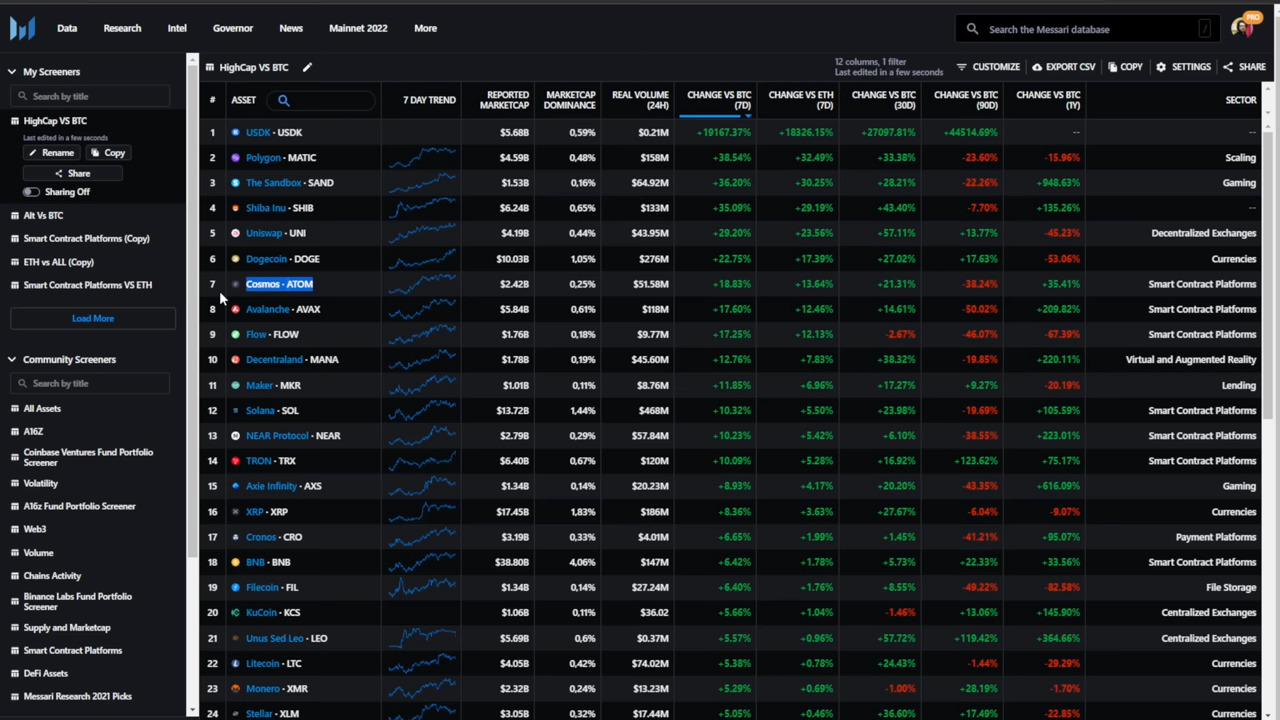 Data Research Intel Governor News Mainnet 2022 More
Search the Messari database /
PRO
My Screeners
Search by title
HighCap VS BTC
Last edited in a few seconds
Rename Copy
Share
Sharing Off
Alt Vs BTC
Smart Contract Platforms (Copy)
ETH vs ALL (Copy)
Smart Contract Platforms VS ETH
Load More
Community Screeners
Search by title
All Assets
A16Z
Coinbase Ventures Fund Portfolio
Screener
Volatility
A16z Fund Portfolio Screener
Web3
Volume
Chains Activity
Binance Labs Fund Portfolio
Screener
Supply and Marketcap
Smart Contract Platforms
DeFi Assets
Messari Research 2021 Picks
HighCap VS BTC
12 columns, 1 filter
Last edited in a few seconds
CUSTOMIZE EXPORT CSV COPY SETTINGS SHARE
# ASSET 7 DAY TREND REPORTED MARKETCAP MARKETCAP DOMINANCE REAL VOLUME (24H) CHANGE VS BTC (7D) CHANGE VS ETH (7D) CHANGE VS BTC (30D) CHANGE VS BTC (90D) CHANGE VS BTC (1Y) SECTOR
1 USDK · USDK $3.68B 0,59% $0.21M +19167.37% +18326.15% +27097.81% +44514.69% -- --
2 Polygon · MATIC $4.59B 0,48% $158M +38.54% +32.49% +33.38% -23.60% -15.96% Scaling
3 The Sandbox · SAND $1.53B 0,16% $64.92M +36.20% +30.25% +28.21% -22.26% +948.63% Gaming
4 Shiba Inu · SHIB $6.24B 0,65% $133M +35.09% +29.19% +43.40% -7.70% +135.26% --
5 Uniswap · UNI $4.19B 0,44% $43.95M +29.20% +23.56% +57.11% +13.77% -45.23% Decentralized Exchanges
6 Dogecoin · DOGE $10.03B 1,05% $276M +22.75% +17.39% +27.02% +17.63% -53.06% Currencies
7 Cosmos · ATOM $2.42B 0,25% $51.58M +18.83% +13.64% +21.31% -38.24% +35.41% Smart Contract Platforms
8 Avalanche · AVAX $5.84B 0,61% $118M +17.60% +12.46% +14.61% -50.02% +209.82% Smart Contract Platforms
9 Flow · FLOW $1.76B 0,18% $9.77M +17.25% +12.13% -2.67% -46.07% -67.39% Smart Contract Platforms
10 Decentraland · MANA $1.78B 0,19% $45.60M +12.76% +7.83% +38.32% -19.85% +220.11% Virtual and Augmented Reality
11 Maker · MKR $1.01B 0,11% $8.76M +11.85% +6.96% +17.27% +9.27% -20.19% Lending
12 Solana · SOL $13.72B 1,44% $468M +10.32% +5.50% +23.98% -19.69% +105.59% Smart Contract Platforms
13 NEAR Protocol · NEAR $2.79B 0,29% $57.84M +10.23% +5.42% +6.10% -38.55% +223.01% Smart Contract Platforms
14 TRON · TRX $6.40B 0,67% $120M +10.09% +5.28% +16.92% +123.62% +75.17% Smart Contract Platforms
15 Axie Infinity · AXS $1.34B 0,14% $20.23M +8.93% +4.17% +20.20% -43.35% +616.09% Gaming
16 XRP · XRP $17.45B 1,83% $186M +8.36% +3.63% +27.67% -6.04% -9.07% Currencies
17 Cronos · CRO $3.19B 0,33% $4.01M +6.65% +1.99% +1.45% -41.21% +95.07% Payment Platforms
18 BNB · BNB $38.80B 4,06% $147M +6.42% +1.78% +5.73% +22.33% +33.56% Smart Contract Platforms
19 Filecoin · FIL $1.34B 0,14% $27.24M +6.40% +1.76% +8.55% -49.22% -82.58% File Storage
20 KuCoin · KCS $1.06B 0,11% $36.02 +5.66% +1.04% -1.46% +13.06% +145.90% Centralized Exchanges
21 Unus Sed Leo · LEO $5.69B 0,6% $0.37M +5.57% +0.96% +57.72% +119.42% +364.66% Centralized Exchanges
22 Litecoin · LTC $4.05B 0,42% $74.02M +5.38% +0.78% +24.43% -1.44% -29.29% Currencies
23 Monero · XMR $2.32B 0,24% $13.23M +5.29% +0.69% -1.00% +28.19% -1.70% Currencies
24 Stellar · XLM $3.05B 0,32% $17.44M +5.05% +0.46% +36.60% +17.49% -22.85% Currencies